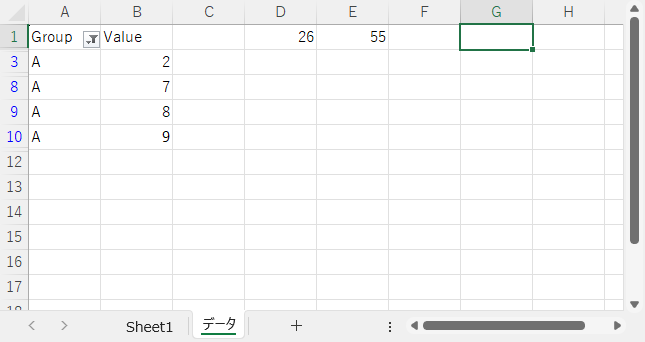 A B C D E F G H
1 Group Value 26 55
3 A 2
8 A 7
9 A 8
10 A 9
12
13
14
15
16
17
Sheet1 データ +